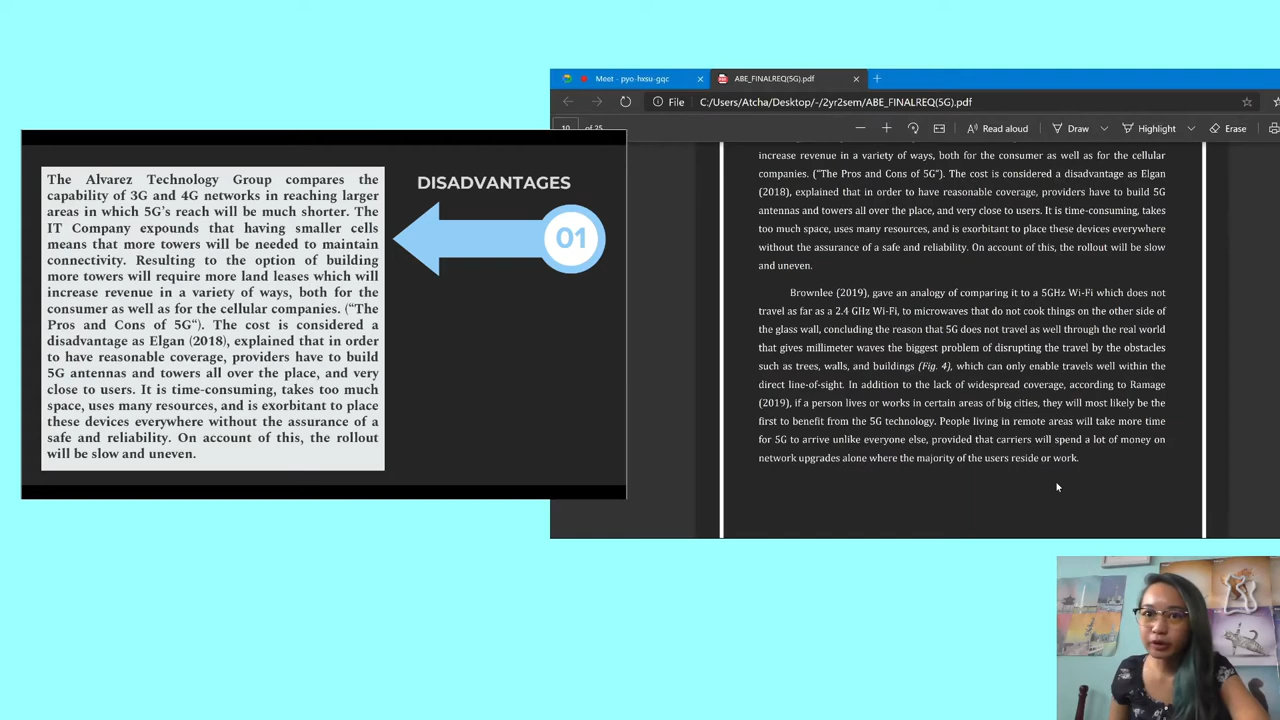 The Alvarez Technology Group compares the
capability of 3G and 4G networks in reaching larger
areas in which 5G's reach will be much shorter. The
IT Company expounds that having smaller cells
means that more towers will be needed to maintain
connectivity. Resulting to the option of building
more towers will require more land leases which will
increase revenue in a variety of ways, both for the
consumer as well as for the cellular companies. ("The
Pros and Cons of 5G"). The cost is considered a
disadvantage as Elgan (2018), explained that in order
to have reasonable coverage, providers have to build
5G antennas and towers all over the place, and very
close to users. It is time-consuming, takes too much
space, uses many resources, and is exorbitant to place
these devices everywhere without the assurance of a
safe and reliability. On account of this, the rollout
will be slow and uneven.
DISADVANTAGES
01
Meet - pyo-hxsu-gqc
ABE_FINALREQ(5G).pdf
File C:/Users/Atcha/Desktop/-/2yr2sem/ABE_FINALREQ(5G).pdf
10 of 25 Read aloud Draw Highlight Erase
increase revenue in a variety of ways, both for the consumer as well as for the cellular
companies. ("The Pros and Cons of 5G"). The cost is considered a disadvantage as Elgan
(2018), explained that in order to have reasonable coverage, providers have to build 5G
antennas and towers all over the place, and very close to users. It is time-consuming, takes
too much space, uses many resources, and is exorbitant to place these devices everywhere
without the assurance of a safe and reliability. On account of this, the rollout will be slow
and uneven.
Brownlee (2019), gave an analogy of comparing it to a 5GHz Wi-Fi which does not
travel as far as a 2.4 GHz Wi-Fi, to microwaves that do not cook things on the other side of
the glass wall, concluding the reason that 5G does not travel as well through the real world
that gives millimeter waves the biggest problem of disrupting the travel by the obstacles
such as trees, walls, and buildings (Fig. 4), which can only enable travels well within the
direct line-of-sight. In addition to the lack of widespread coverage, according to Ramage
(2019), if a person lives or works in certain areas of big cities, they will most likely be the
first to benefit from the 5G technology. People living in remote areas will take more time
for 5G to arrive unlike everyone else, provided that carriers will spend a lot of money on
network upgrades alone where the majority of the users reside or work.